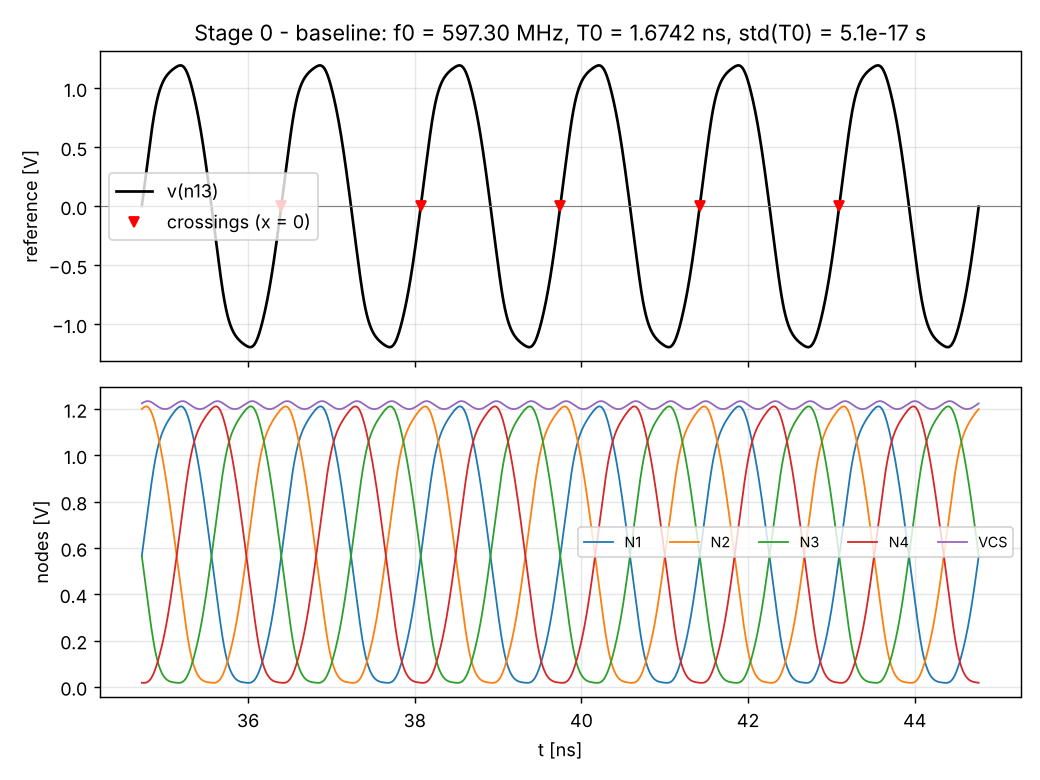 Stage 0 - baseline: f0 = 597.30 MHz, T0 = 1.6742 ns, std(T0) = 5.1e-17 s
reference [V]
1.0
0.5
0.0
−0.5
−1.0
v(n13)
crossings (x = 0)
nodes [V]
1.2
1.0
0.8
0.6
0.4
0.2
0.0
N1 N2 N3 N4 VCS
36 38 40 42 44
t [ns]